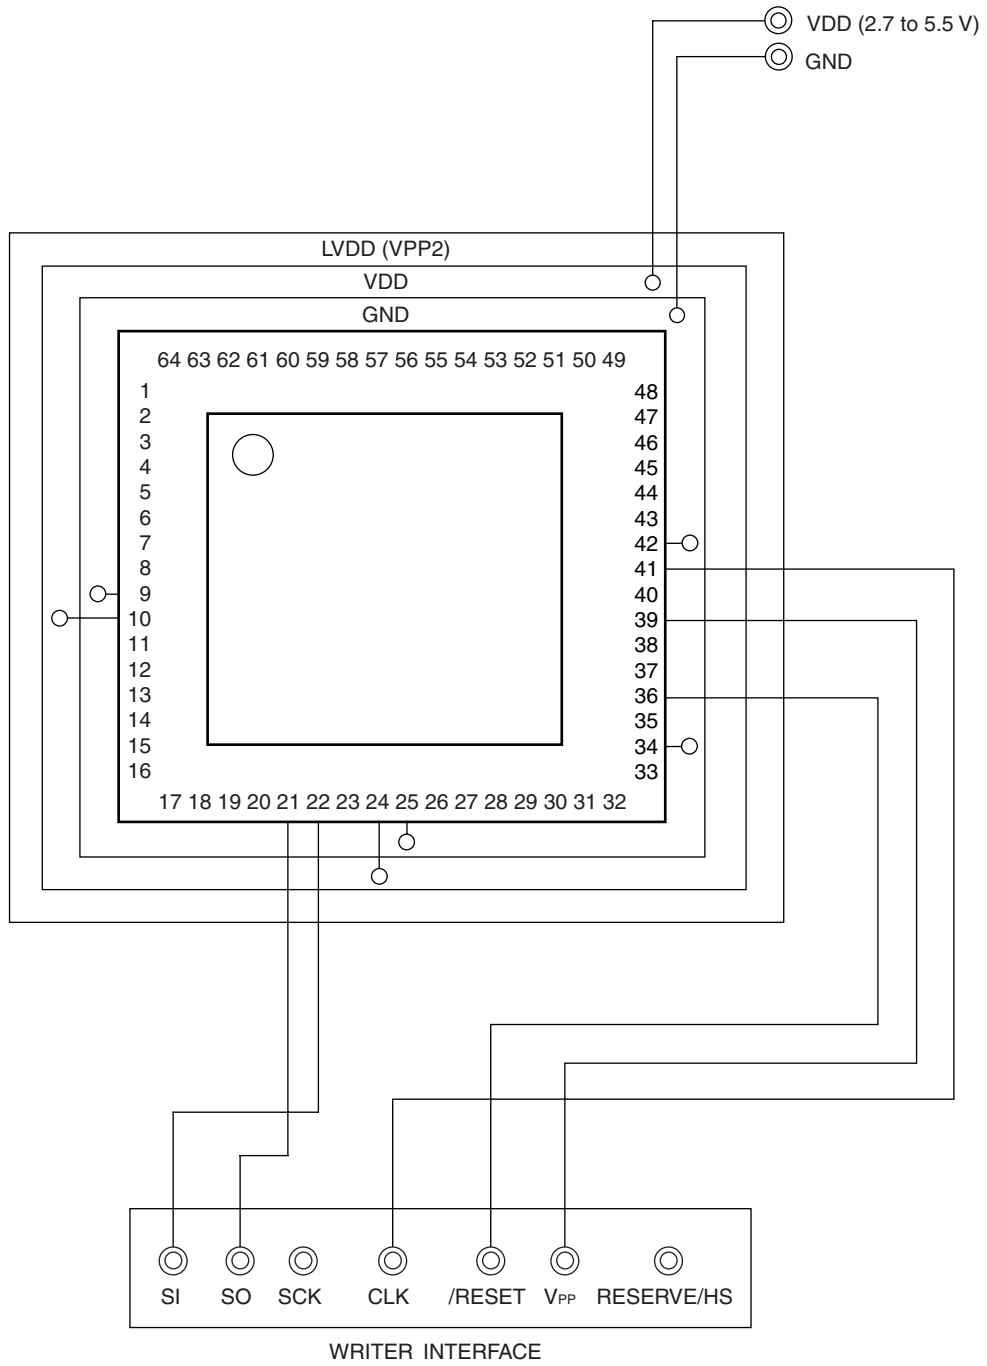 VDD (2.7 to 5.5 V)
GND
LVDD (VPP2)
VDD
GND
64 63 62 61 60 59 58 57 56 55 54 53 52 51 50 49
1 48
2 47
3 46
4 45
5 44
6 43
7 42
8 41
9 40
10 39
11 38
12 37
13 36
14 35
15 34
16 33
17 18 19 20 21 22 23 24 25 26 27 28 29 30 31 32
SI SO SCK CLK /RESET VPP RESERVE/HS
WRITER INTERFACE